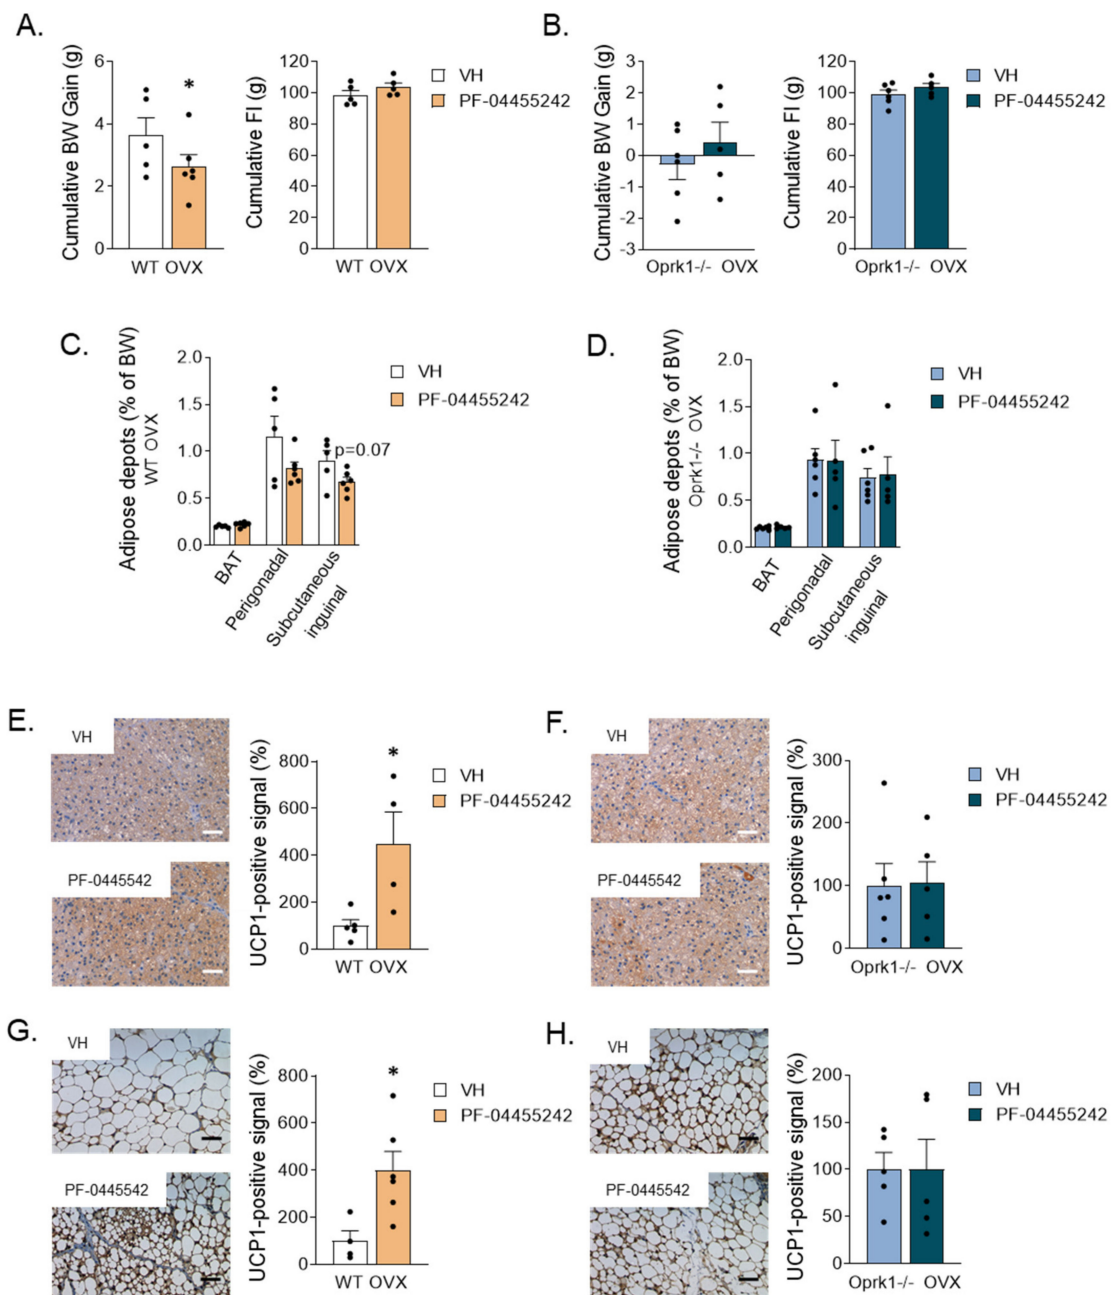 A.
Cumulative BW Gain (g)
6
4
2
0
*
WT OVX
Cumulative FI (g)
120
100
80
60
40
20
0
WT OVX
VH
PF-04455242
B.
Cumulative BW Gain (g)
3
2
1
0
-1
-2
-3
Oprk1-/- OVX
Cumulative FI (g)
120
100
80
60
40
20
0
Oprk1-/- OVX
VH
PF-04455242
C.
Adipose depots (% of BW)
WT OVX
2.0
1.5
1.0
0.5
0.0
p=0.07
BAT
Perigonadal
Subcutaneous
inguinal
VH
PF-04455242
D.
Adipose depots (% of BW)
Oprk1-/- OVX
2.0
1.5
1.0
0.5
0.0
BAT
Perigonadal
Subcutaneous
inguinal
VH
PF-04455242
E.
VH
PF-0445542
UCP1-positive signal (%)
800
600
400
200
0
*
WT OVX
VH
PF-04455242
F.
VH
PF-0445542
UCP1-positive signal (%)
300
200
100
0
Oprk1-/- OVX
VH
PF-04455242
G.
VH
PF-0445542
UCP1-positive signal (%)
800
600
400
200
0
*
WT OVX
VH
PF-04455242
H.
VH
PF-0445542
UCP1-positive signal (%)
200
150
100
50
0
Oprk1-/- OVX
VH
PF-04455242